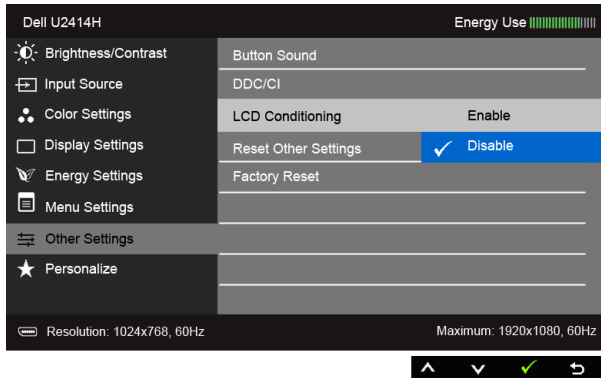 Dell U2414H Energy Use
Brightness/Contrast Button Sound
Input Source DDC/CI
Color Settings LCD Conditioning Enable
Display Settings Reset Other Settings Disable
Energy Settings Factory Reset
Menu Settings
Other Settings
Personalize
Resolution: 1024x768, 60Hz Maximum: 1920x1080, 60Hz